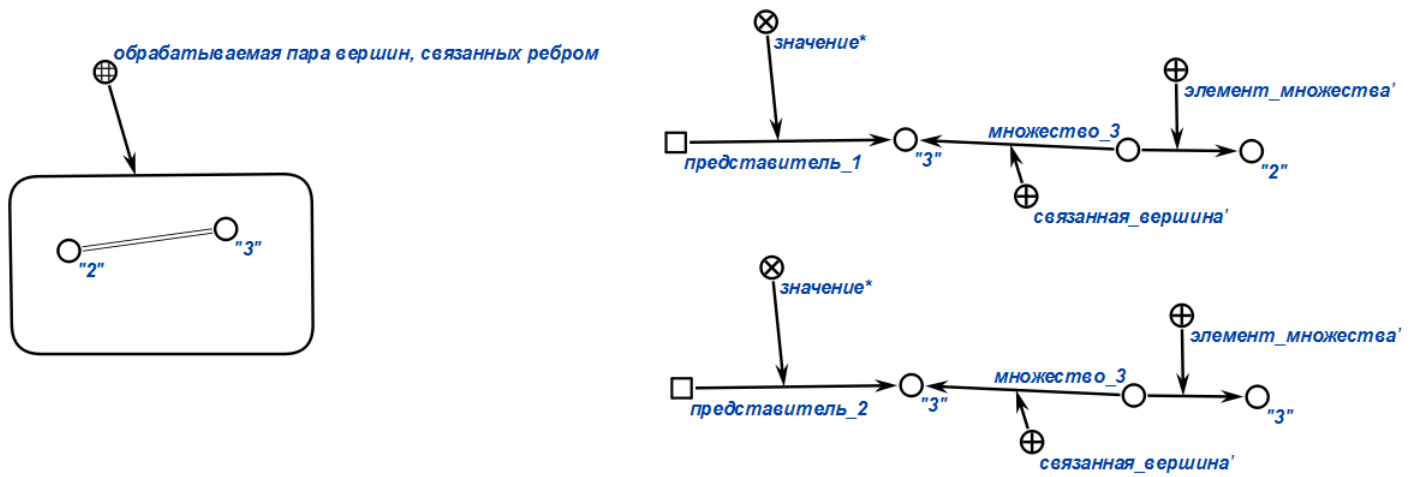 обрабатываемая пара вершин, связанных ребром
"2"
"3"
значение*
представитель_1
"3"
множество_3
связанная_вершина'
элемент_множества'
"2"
значение*
представитель_2
"3"
множество_3
связанная_вершина'
элемент_множества'
"3"